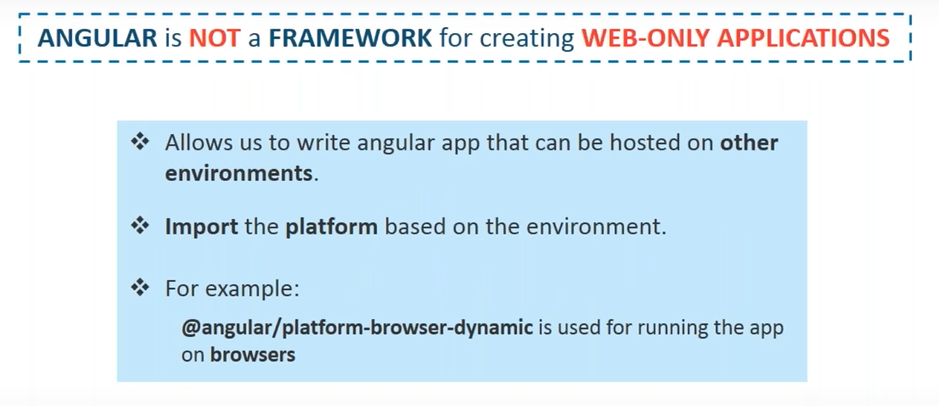 ANGULAR is NOT a FRAMEWORK for creating WEB-ONLY APPLICATIONS
❖ Allows us to write angular app that can be hosted on other
environments.
❖ Import the platform based on the environment.
❖ For example:
@angular/platform-browser-dynamic is used for running the app
on browsers